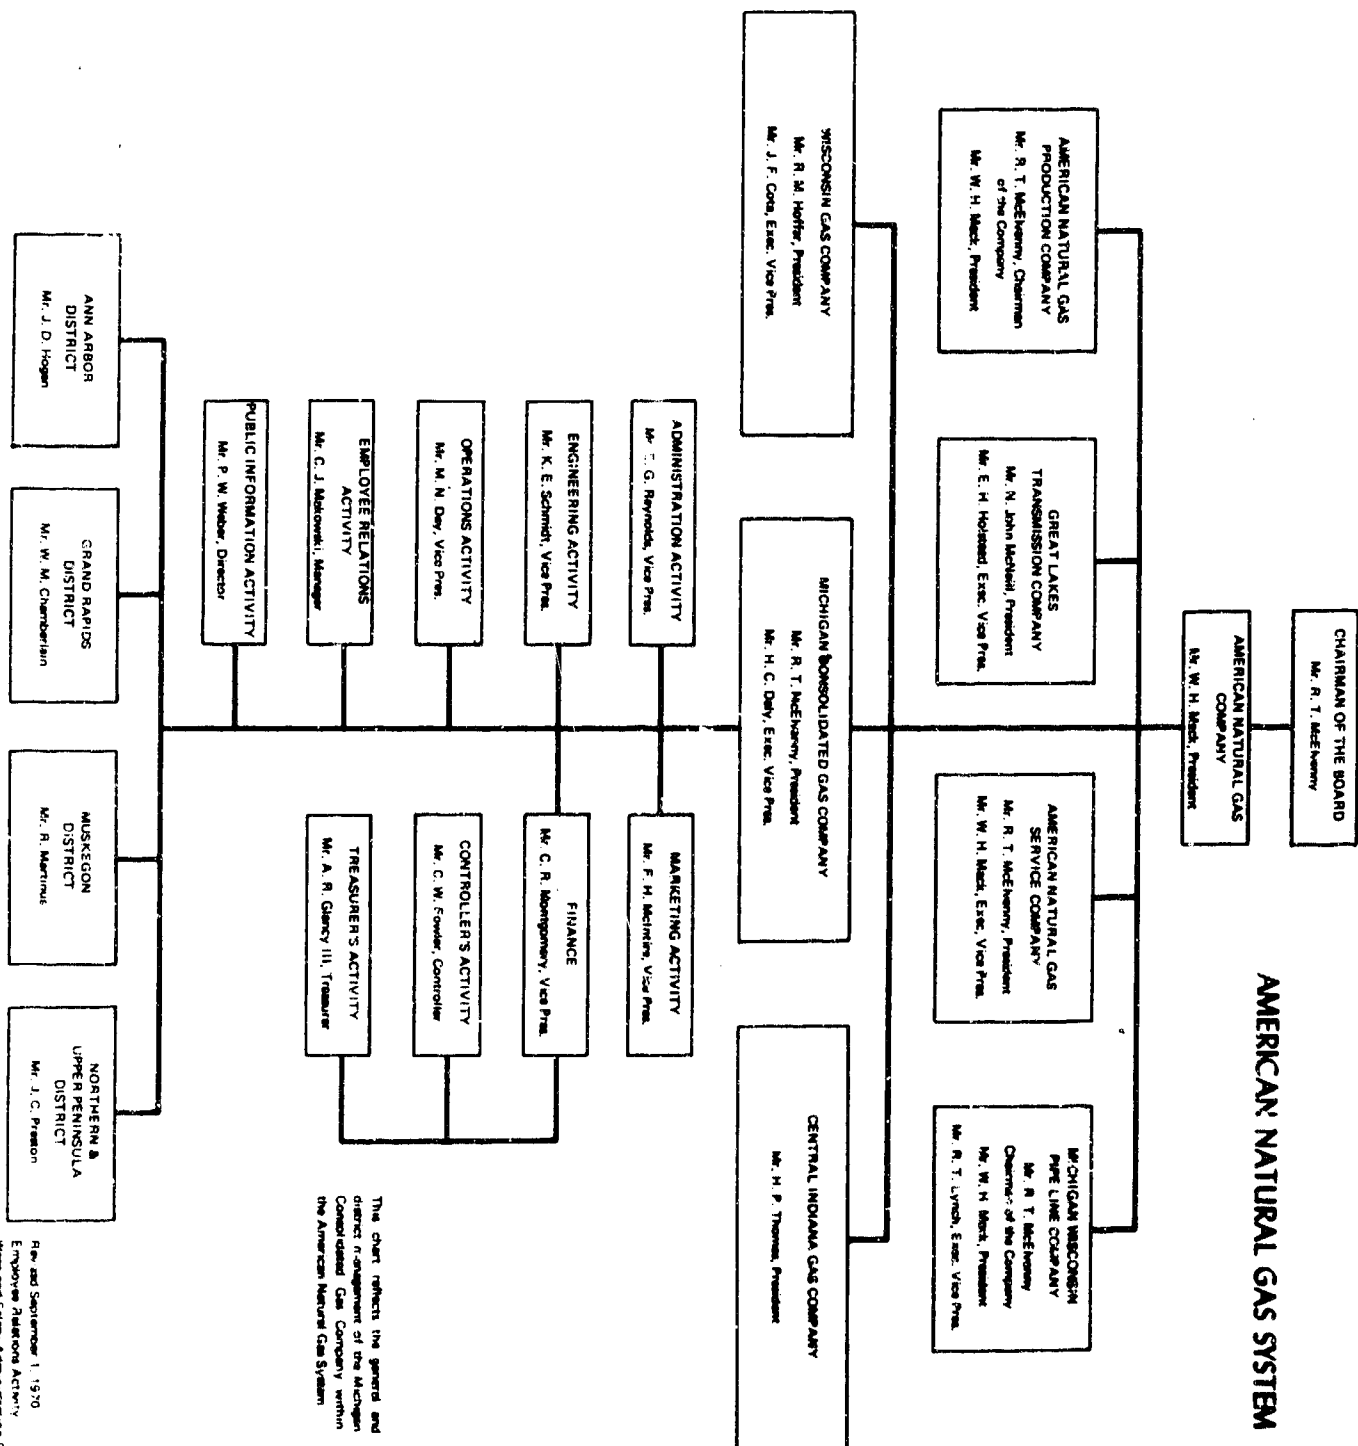 AMERICAN NATURAL GAS SYSTEM
CHAIRMAN OF THE BOARD
Mr. R. T. McElvenny
AMERICAN NATURAL GAS
COMPANY
Mr. W. H. Mack, President
AMERICAN NATURAL GAS
PRODUCTION COMPANY
Mr. R. T. McElvenny, Chairman
of the Company
Mr. W. H. Mack, President
GREAT LAKES
TRANSMISSION COMPANY
Mr. N. John McNeill, President
Mr. E. H. Holsted, Exec. Vice Pres.
AMERICAN NATURAL GAS
SERVICE COMPANY
Mr. R. T. McElvenny, President
Mr. W. H. Mack, Exec. Vice Pres.
MICHIGAN WISCONSIN
PIPE LINE COMPANY
Mr. R. T. McElvenny
Chairman of the Company
Mr. W. H. Mack, President
Mr. R. T. Lynch, Exec. Vice Pres.
WISCONSIN GAS COMPANY
Mr. R. M. Hoffer, President
Mr. J. F. Cota, Exec. Vice Pres.
MICHIGAN CONSOLIDATED GAS COMPANY
Mr. R. T. McElvenny, President
Mr. H. C. Daly, Exec. Vice Pres.
CENTRAL INDIANA GAS COMPANY
Mr. H. P. Thomas, President
ADMINISTRATION ACTIVITY
Mr. G. Reynolds, Vice Pres.
MARKETING ACTIVITY
Mr. F. H. McIntire, Vice Pres.
ENGINEERING ACTIVITY
Mr. K. E. Schmidt, Vice Pres.
FINANCE
Mr. C. R. Montgomery, Vice Pres.
OPERATIONS ACTIVITY
Mr. M. N. Day, Vice Pres.
CONTROLLER'S ACTIVITY
Mr. C. W. Fowler, Controller
EMPLOYEE RELATIONS
ACTIVITY
Mr. C. J. Makowski, Manager
TREASURER'S ACTIVITY
Mr. A. R. Glancy III, Treasurer
PUBLIC INFORMATION ACTIVITY
Mr. P. W. Weber, Director
This chart reflects the general and
district management of the Michigan
Consolidated Gas Company within
the American Natural Gas System
ANN ARBOR
DISTRICT
Mr. J. D. Hogan
GRAND RAPIDS
DISTRICT
Mr. W. M. Chamberlain
MUSKEGON
DISTRICT
Mr. R. Martinus
NORTHERN &
UPPER PENINSULA
DISTRICT
Mr. J. C. Preston
Revised September 1, 1970
Employee Relations Activity